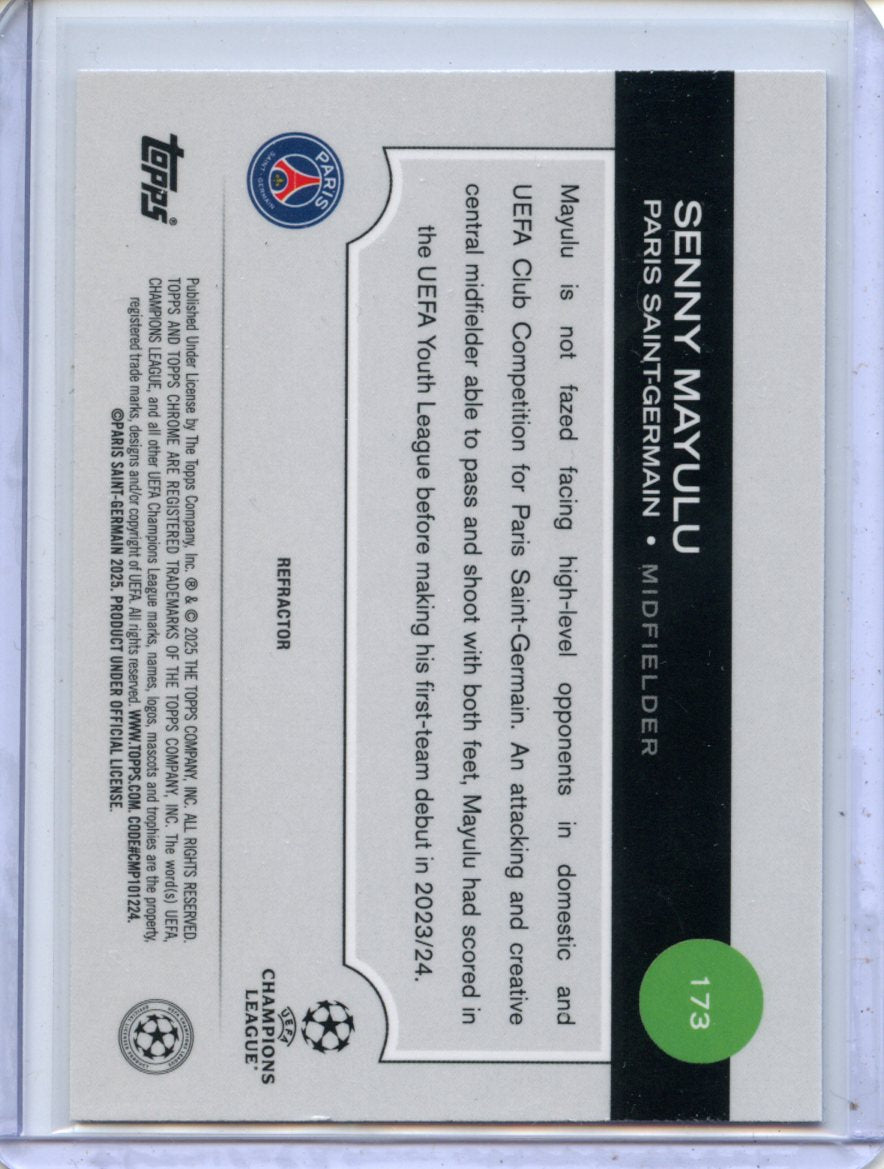 SENNY MAYULU
PARIS SAINT-GERMAIN • MIDFIELDER
173
Mayulu is not fazed facing high-level opponents in domestic and
UEFA Club Competition for Paris Saint-Germain. An attacking and creative
central midfielder able to pass and shoot with both feet, Mayulu had scored in
the UEFA Youth League before making his first-team debut in 2023/24.
PARIS
SAINT-GERMAIN
REFRACTOR
UEFA
CHAMPIONS
LEAGUE®
topps®
Published Under License by The Topps Company, Inc. ® & © 2025 THE TOPPS COMPANY, INC. ALL RIGHTS RESERVED.
TOPPS AND TOPPS CHROME ARE REGISTERED TRADEMARKS OF THE TOPPS COMPANY, INC. The word(s) UEFA,
CHAMPIONS LEAGUE, and all other UEFA Champions League marks, names, logos, mascots and trophies are the property,
registered trade marks, designs and/or copyright of UEFA. All rights reserved. WWW.TOPPS.COM. CODE#CMP101224.
©PARIS SAINT-GERMAIN 2025. PRODUCT UNDER OFFICIAL LICENSE.